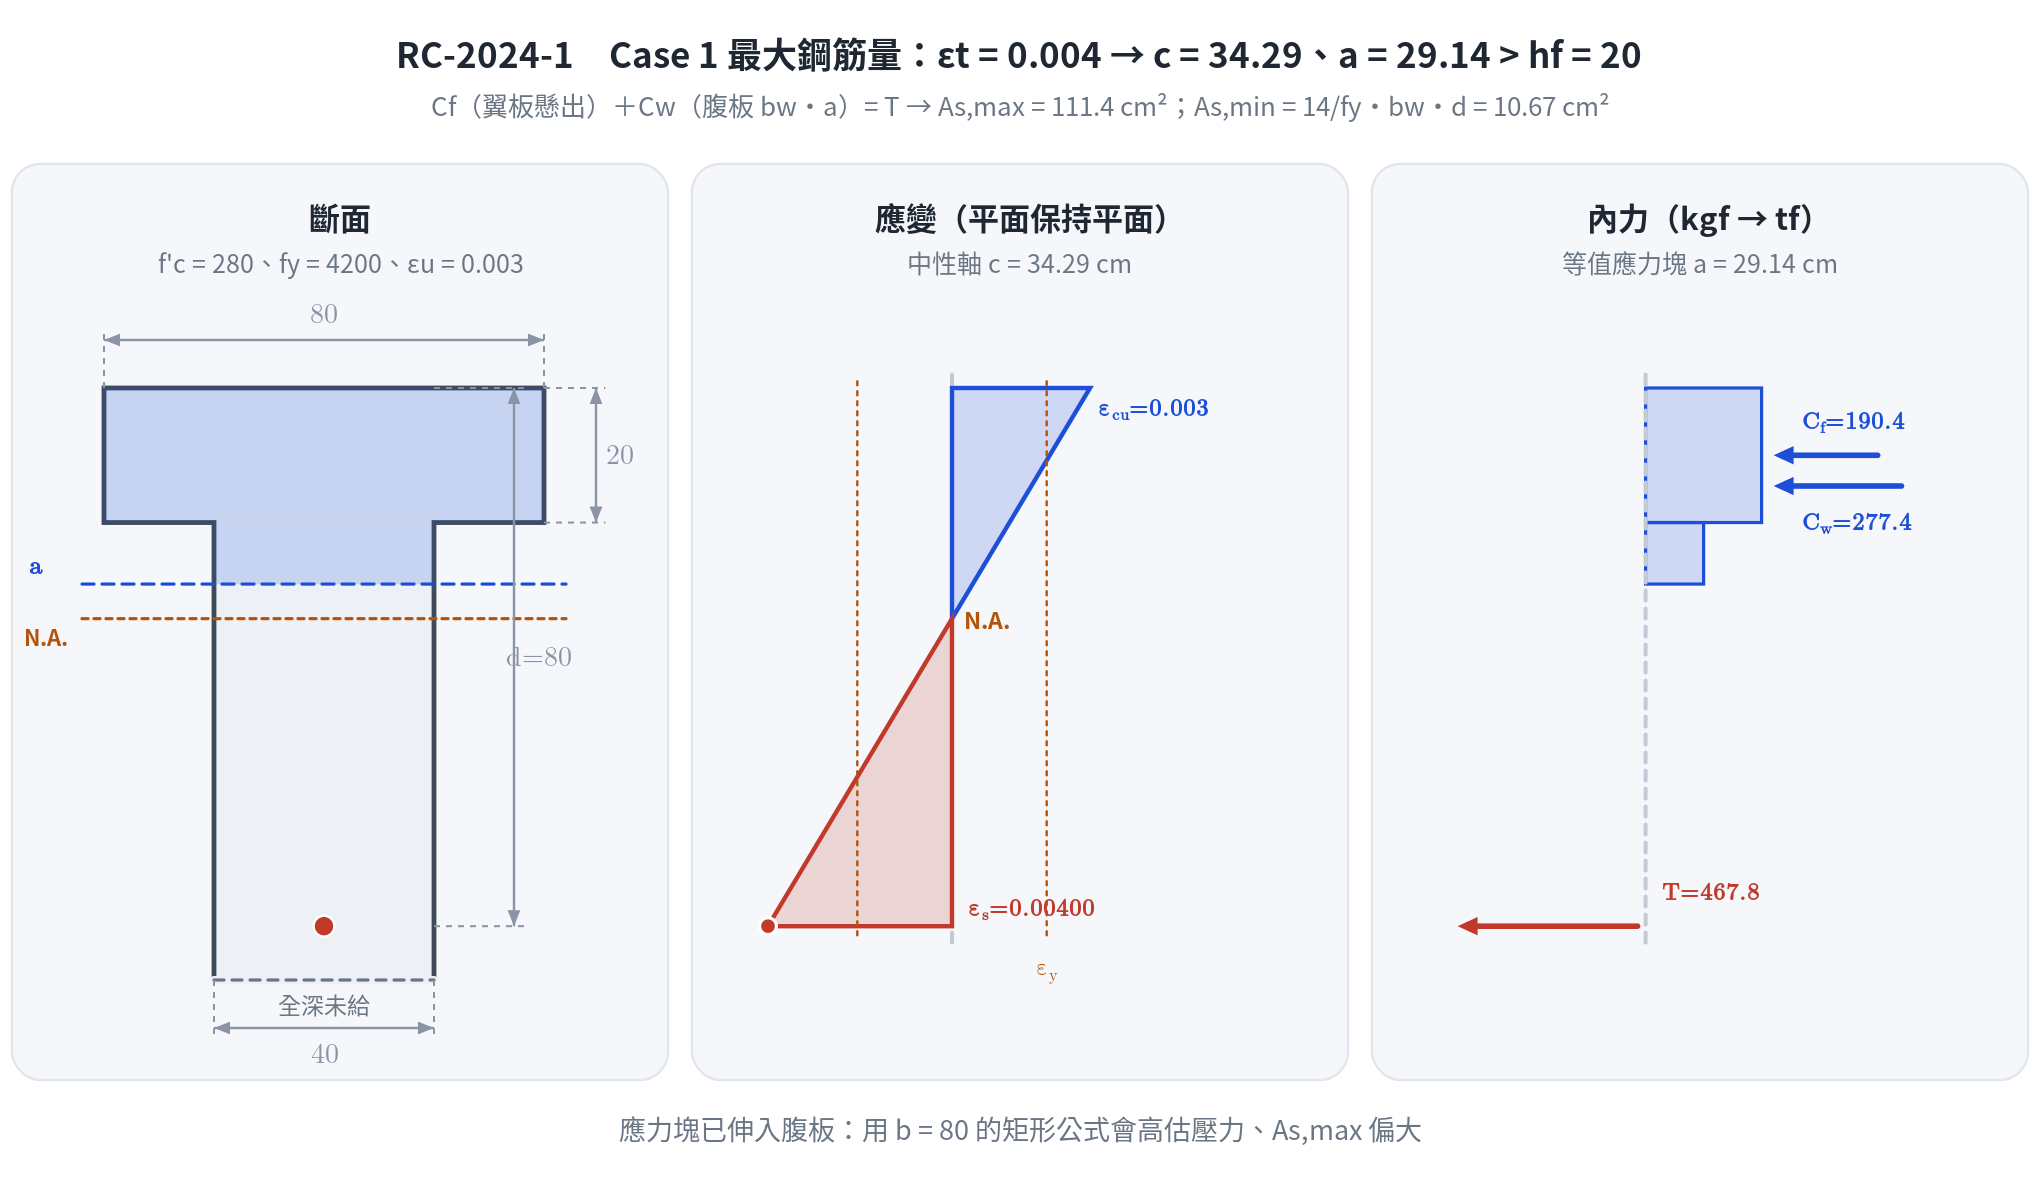 RC-2024-1　Case 1 最大鋼筋量：εt = 0.004 → c = 34.29、a = 29.14 > hf = 20
Cf（翼板懸出）＋Cw（腹板 bw・a）= T → As,max = 111.4 cm²；As,min = 14/fy・bw・d = 10.67 cm²
斷面
f'c = 280、fy = 4200、εu = 0.003
80
20
a
N.A.
d=80
全深未給
40
應變（平面保持平面）
中性軸 c = 34.29 cm
εcu=0.003
N.A.
εs=0.00400
εy
內力（kgf → tf）
等值應力塊 a = 29.14 cm
Cf=190.4
Cw=277.4
T=467.8
應力塊已伸入腹板：用 b = 80 的矩形公式會高估壓力、As,max 偏大